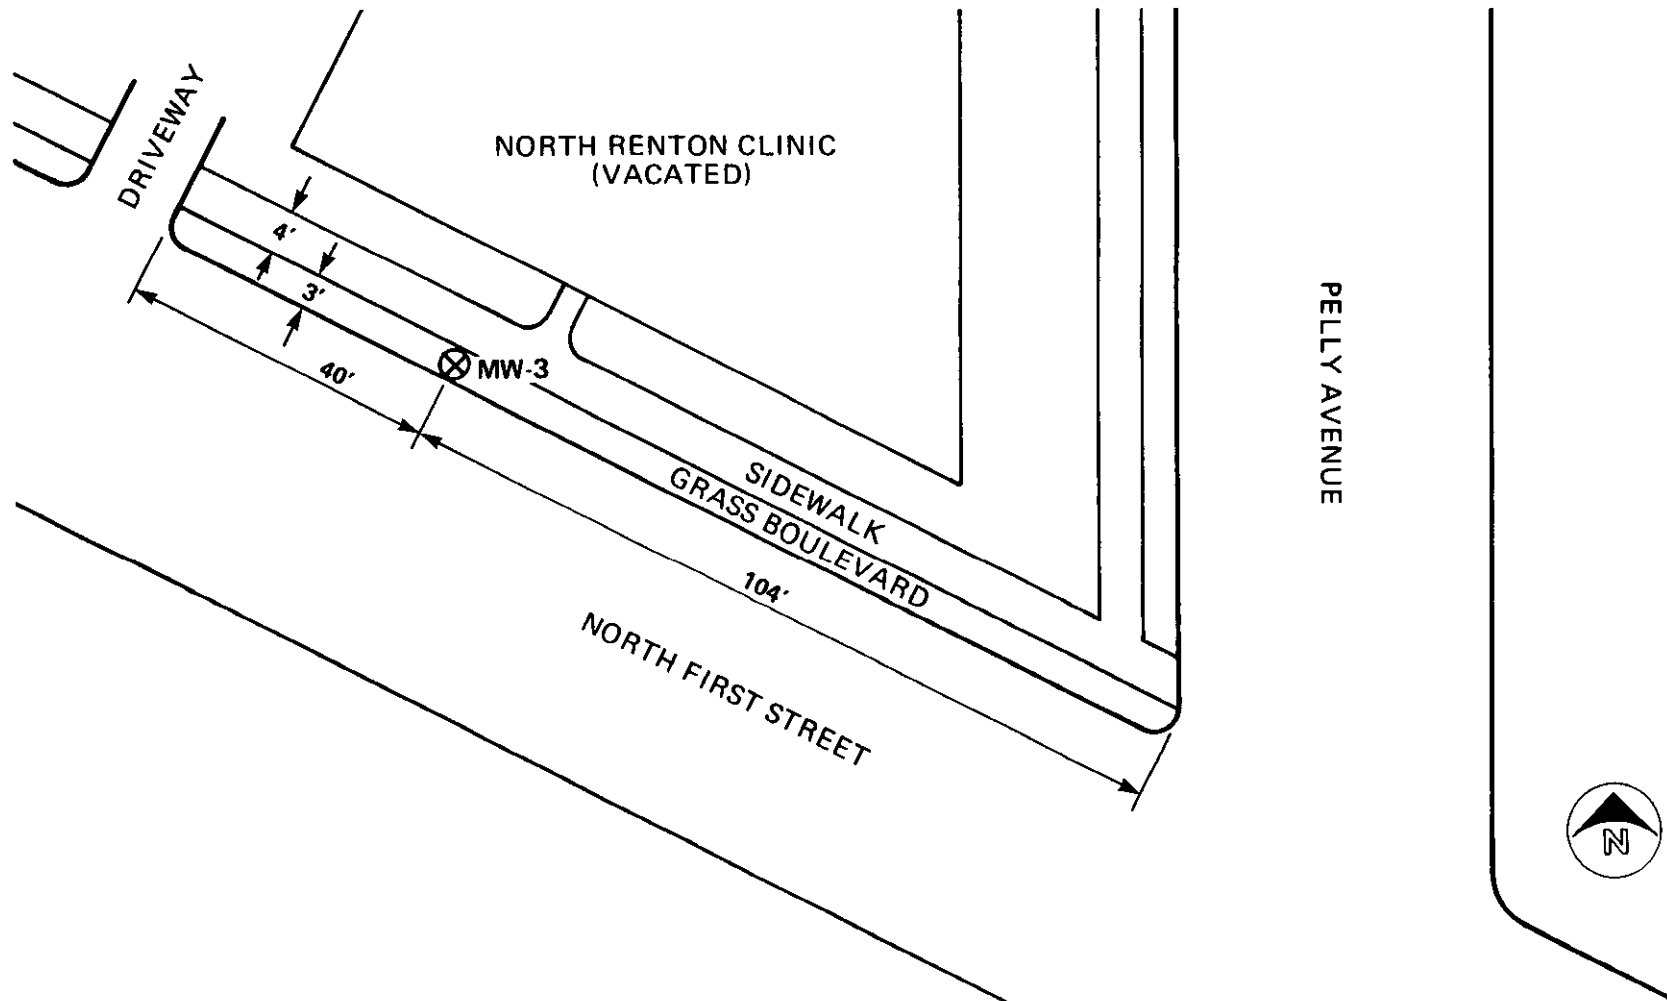 DRIVEWAY
NORTH RENTON CLINIC
(VACATED)
4'
3'
40'
MW-3
PELLY AVENUE
SIDEWALK
GRASS BOULEVARD
104'
NORTH FIRST STREET
N